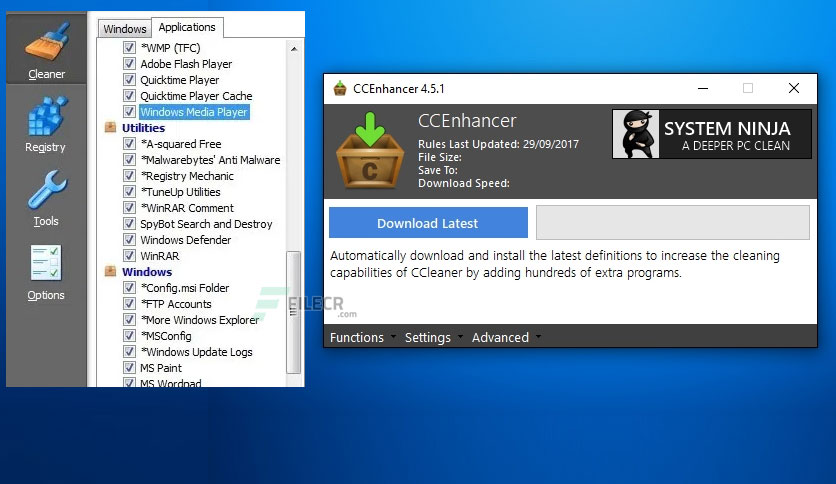 Cleaner
Registry
Tools
Options
Windows
Applications
*WMP (TFC)
Adobe Flash Player
Quicktime Player
Quicktime Player Cache
Windows Media Player
Utilities
*A-squared Free
*Malwarebytes' Anti Malware
*Registry Mechanic
*TuneUp Utilities
*WinRAR Comment
SpyBot Search and Destroy
Windows Defender
WinRAR
Windows
*Config.msi Folder
*FTP Accounts
*More Windows Explorer
*MSConfig
*Windows Update Logs
MS Paint
MS Wordpad
FILECR
.com
CCEnhancer 4.5.1
CCEnhancer
Rules Last Updated: 29/09/2017
File Size:
Save To:
Download Speed:
C
SYSTEM NINJA
A DEEPER PC CLEAN
Download Latest
Automatically download and install the latest definitions to increase the cleaning
capabilities of CCleaner by adding hundreds of extra programs.
Functions Settings Advanced